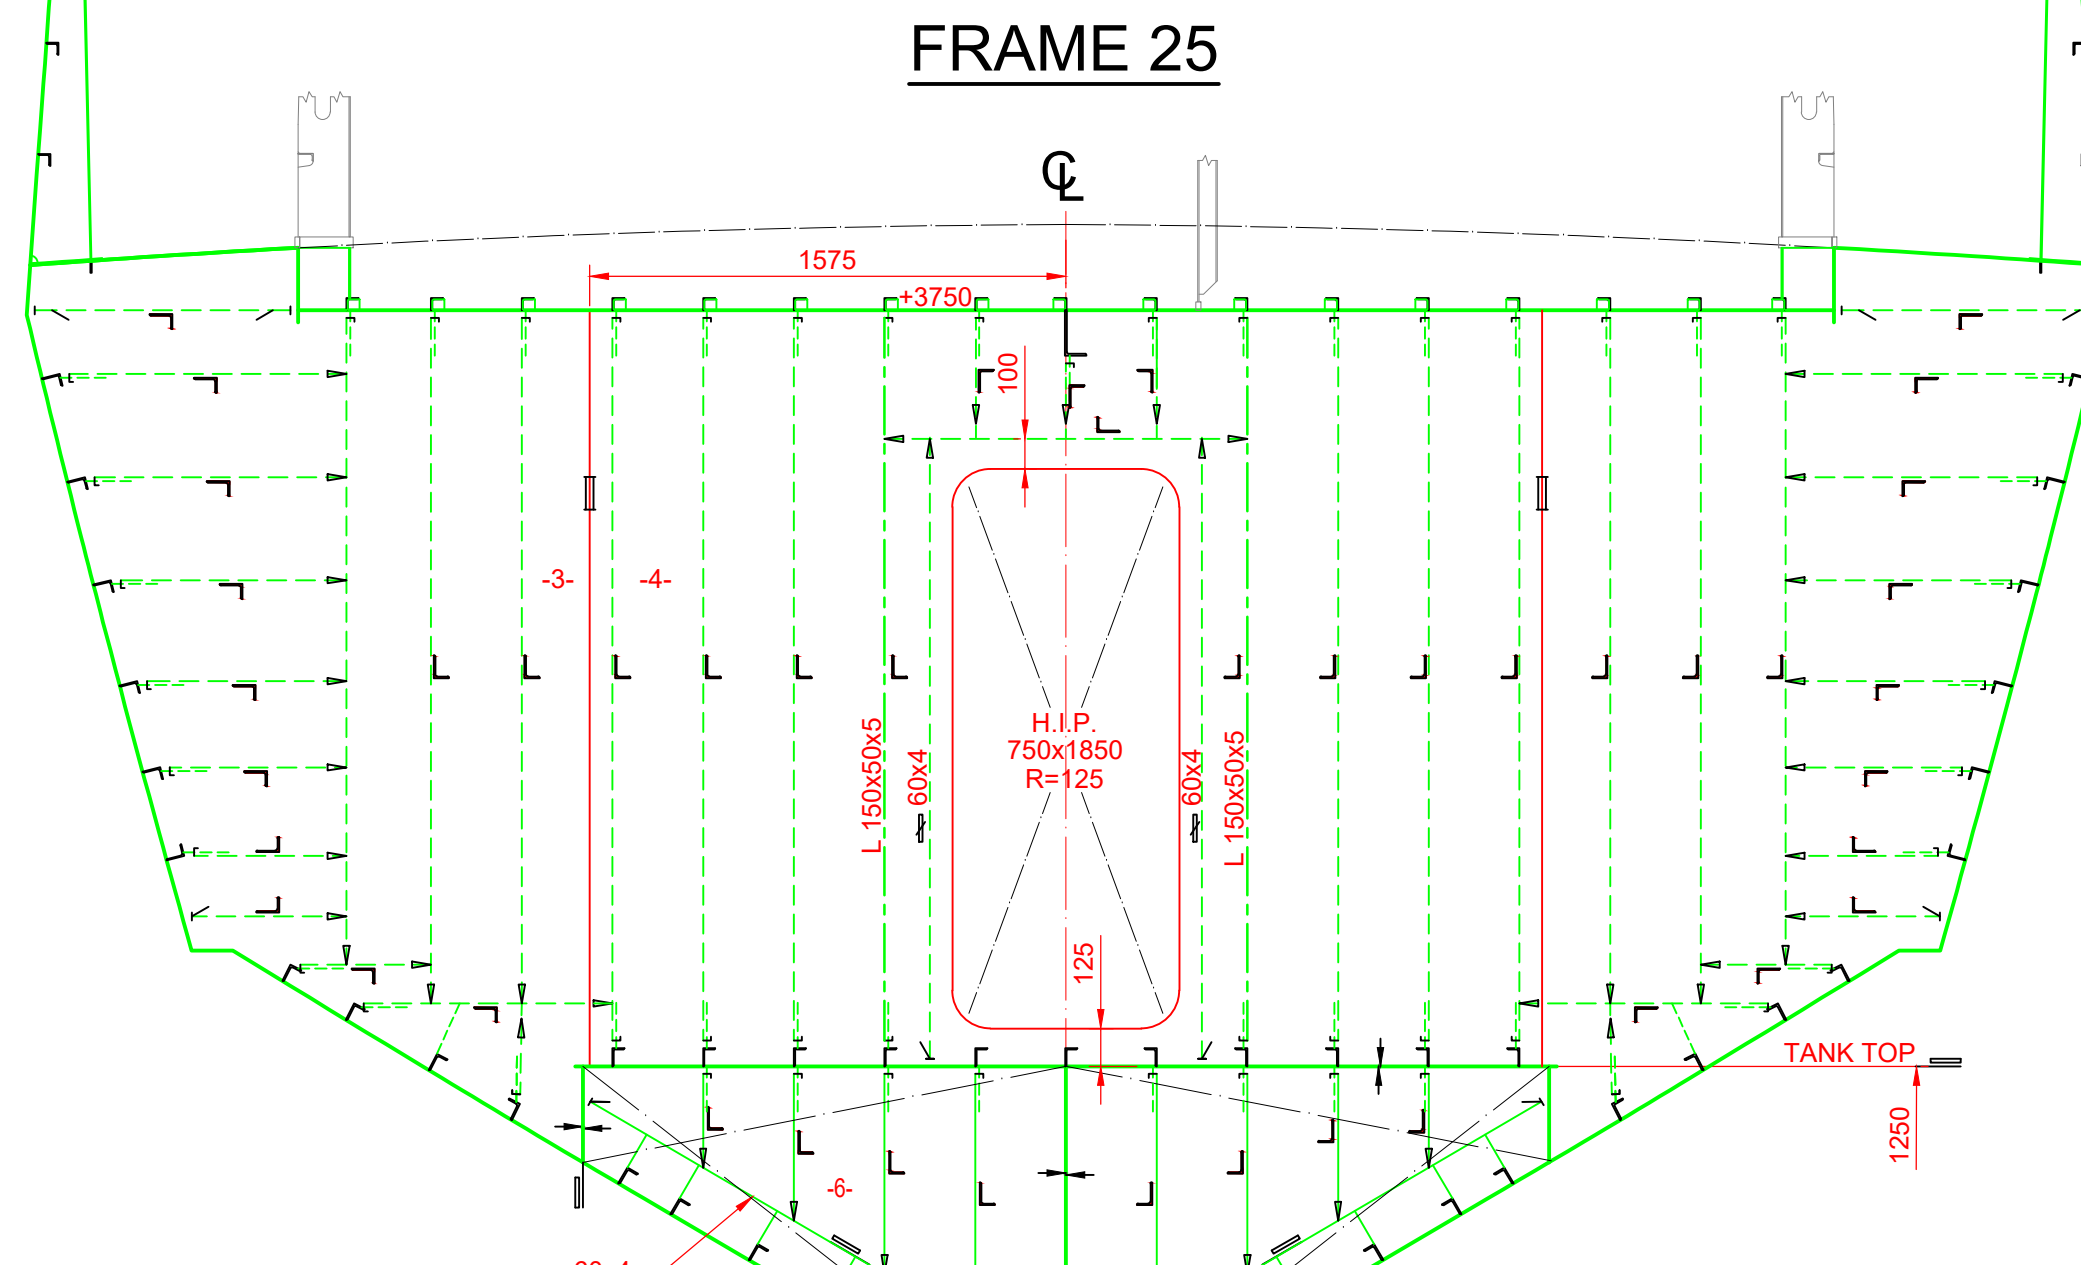 FRAME 25
℄
1575
+3750
100
-3-
-4-
L 150x50x5
60x4
H.I.P.
750x1850
R=125
60x4
L 150x50x5
125
TANK TOP
1250
-6-